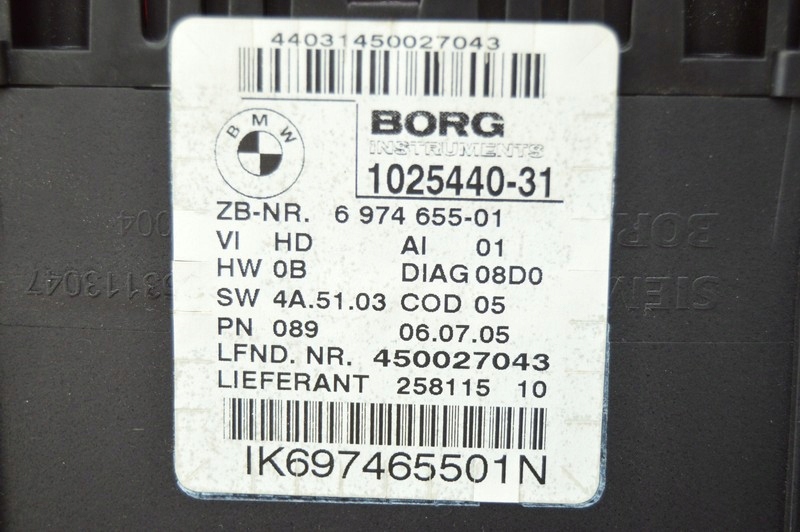 44031450027043
BMW
BORG
INSTRUMENTS
1025440-31
ZB-NR. 6 974 655-01
VI HD AI 01
HW 0B DIAG 08D0
SW 4A.51.03 COD 05
PN 089 06.07.05
LFND. NR. 450027043
LIEFERANT 258115 10
IK697465501N